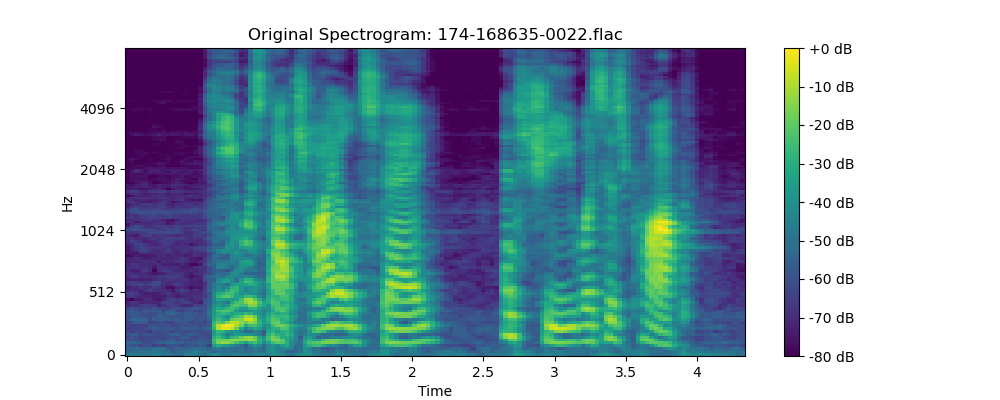 Original Spectrogram: 174-168635-0022.flac
Hz
4096
2048
1024
512
0
0 0.5 1 1.5 2 2.5 3 3.5 4
Time
+0 dB
-10 dB
-20 dB
-30 dB
-40 dB
-50 dB
-60 dB
-70 dB
-80 dB